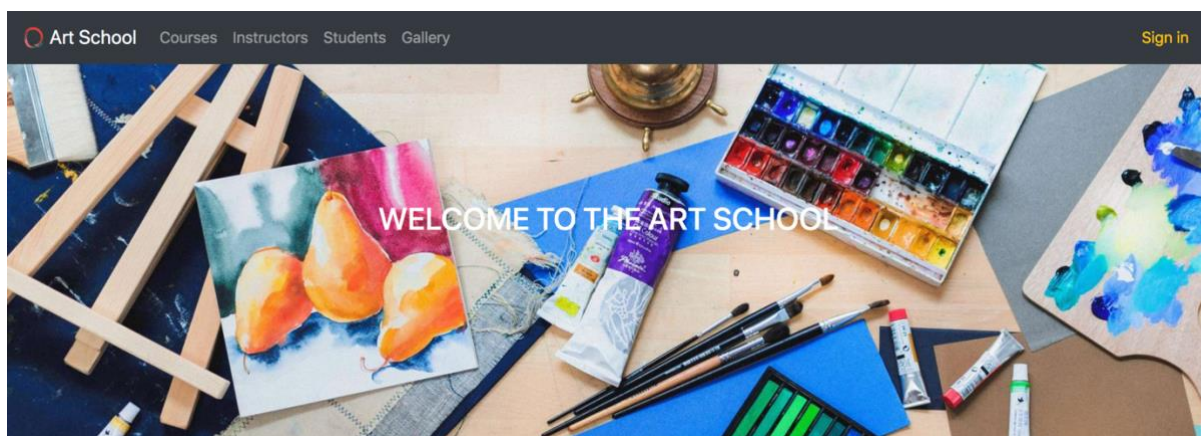 Art School Courses Instructors Students Gallery Sign in
WELCOME TO THE ART SCHOOL